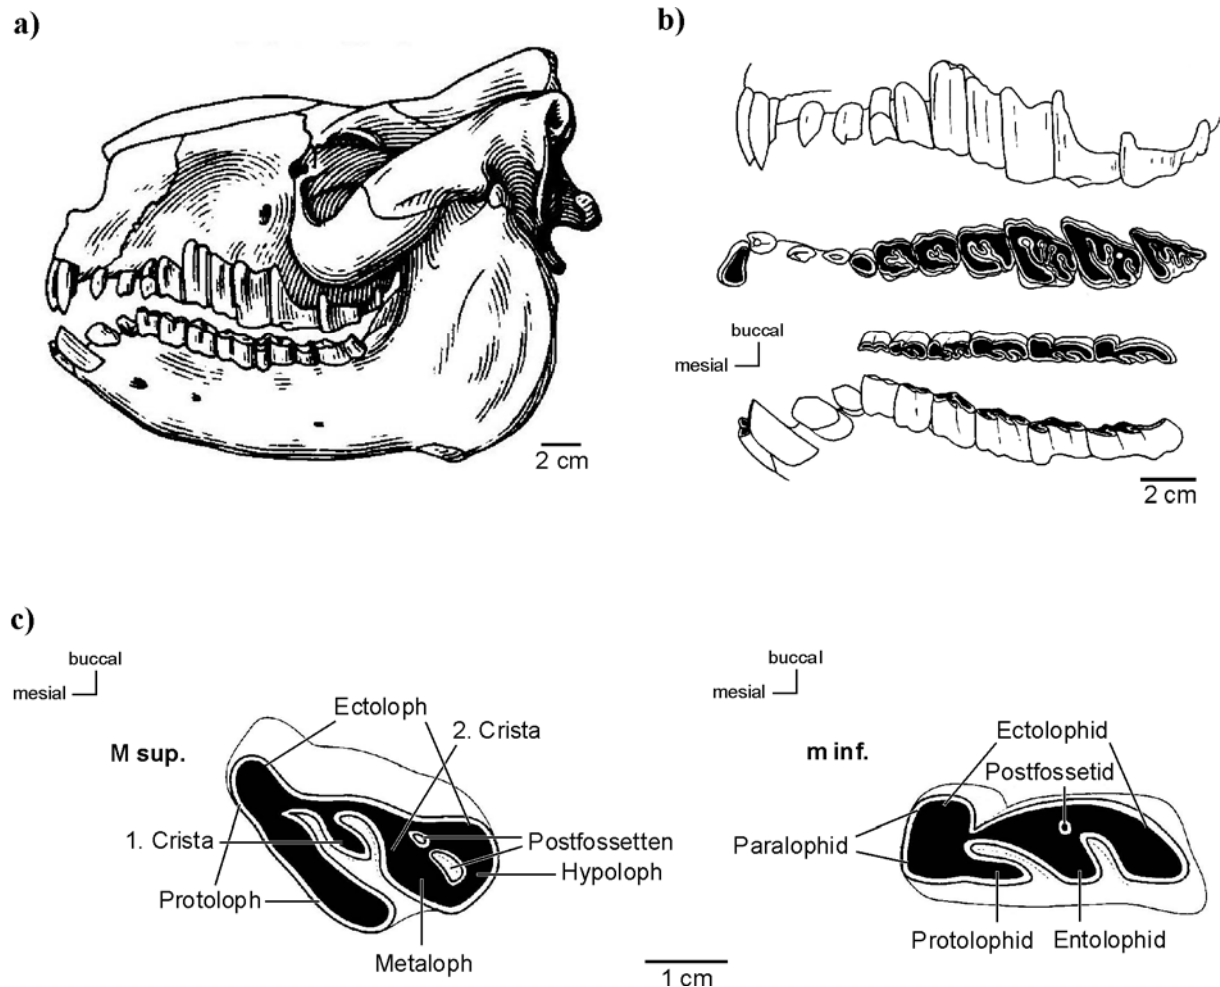 a)
2 cm
b)
buccal
mesial
2 cm
c)
buccal
mesial
M sup.
Ectoloph
2. Crista
1. Crista
Postfossetten
Hypoloph
Protoloph
Metaloph
1 cm
buccal
mesial
m inf.
Ectolophid
Postfossetid
Paralophid
Protolophid
Entolophid